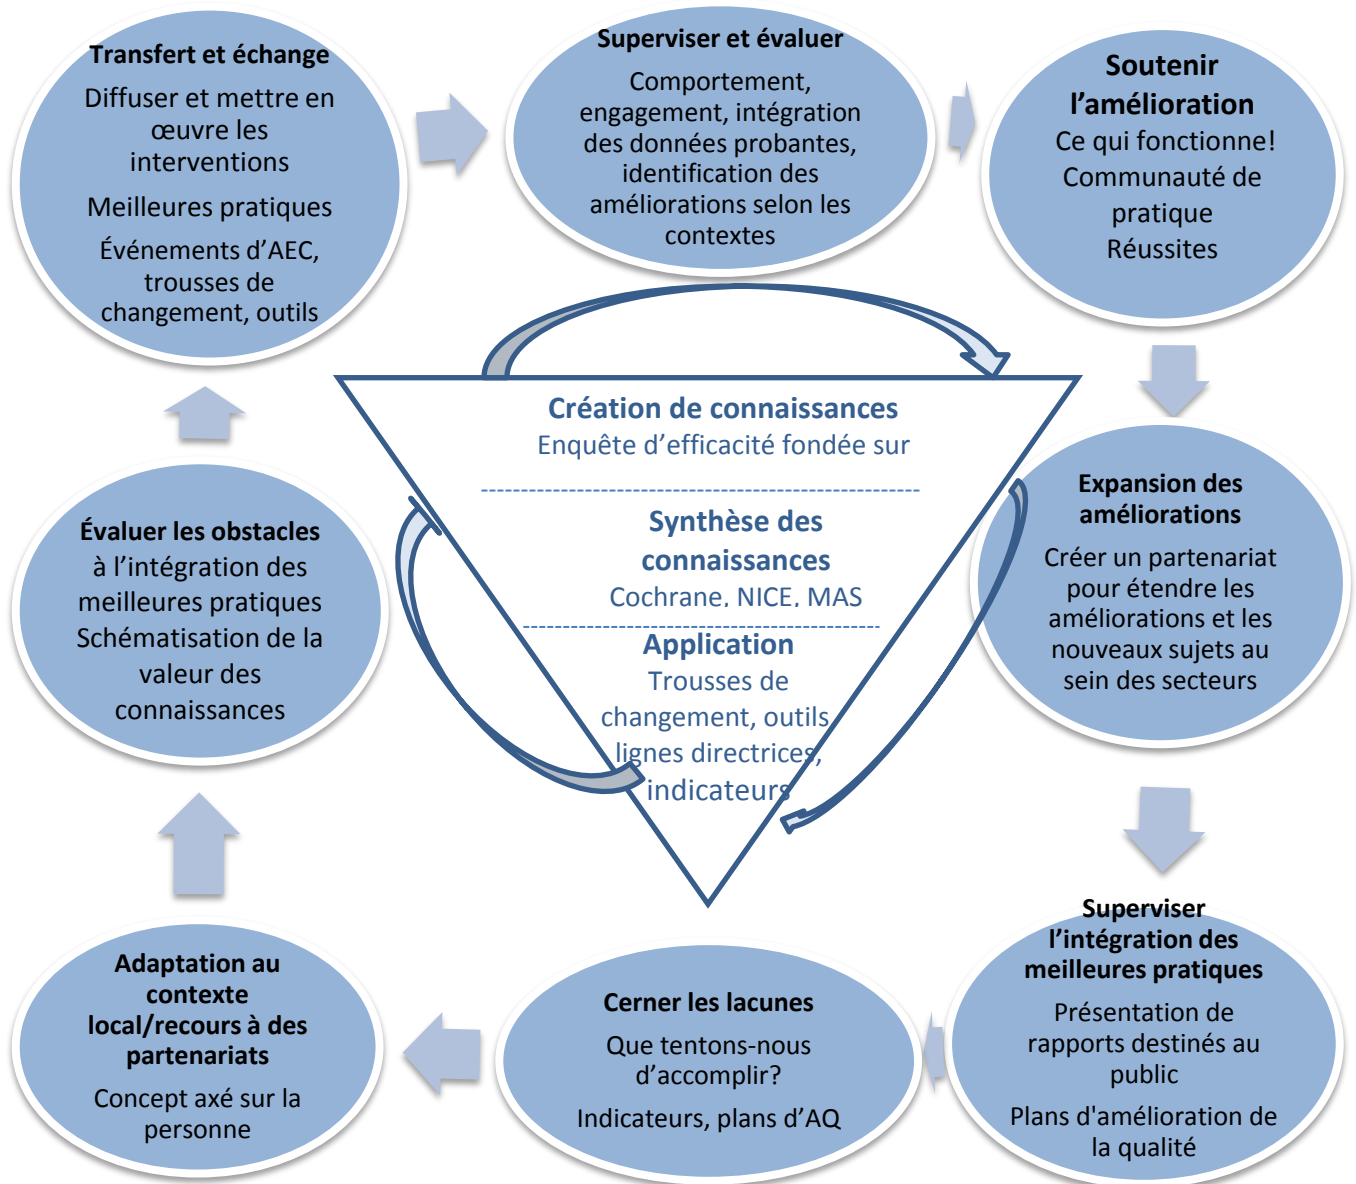 Transfert et échange
Diffuser et mettre en
œuvre les
interventions
Meilleures pratiques
Événements d’AEC,
trousses de
changement, outils
Superviser et évaluer
Comportement,
engagement, intégration
des données probantes,
identification des
améliorations selon les
contextes
Soutenir
l’amélioration
Ce qui fonctionne!
Communauté de
pratique
Réussites
Création de connaissances
Enquête d’efficacité fondée sur
Synthèse des
connaissances
Cochrane, NICE, MAS
Application
Trousses de
changement, outils
lignes directrices,
indicateurs
Évaluer les obstacles
à l’intégration des
meilleures pratiques
Schématisation de la
valeur des
connaissances
Expansion des
améliorations
Créer un partenariat
pour étendre les
améliorations et les
nouveaux sujets au
sein des secteurs
Adaptation au
contexte
local/recours à des
partenariats
Concept axé sur la
personne
Cerner les lacunes
Que tentons-nous
d’accomplir?
Indicateurs, plans d’AQ
Superviser
l’intégration des
meilleures pratiques
Présentation de
rapports destinés au
public
Plans d'amélioration de
la qualité